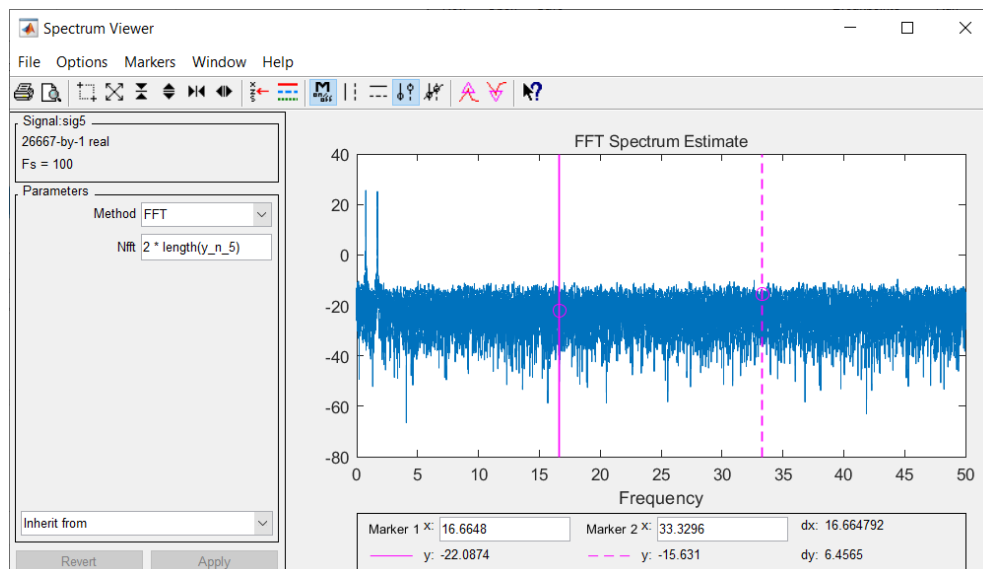 Spectrum Viewer
File Options Markers Window Help
M
on/off
Signal:sig5
26667-by-1 real
Fs = 100
Parameters
Method FFT
Nfft 2 * length(y_n_5)
Inherit from
Revert Apply
FFT Spectrum Estimate
40
20
0
-20
-40
-60
-80
0 5 10 15 20 25 30 35 40 45 50
Frequency
Marker 1 x: 16.6648 Marker 2 x: 33.3296 dx: 16.664792
y: -22.0874 y: -15.631 dy: 6.4565